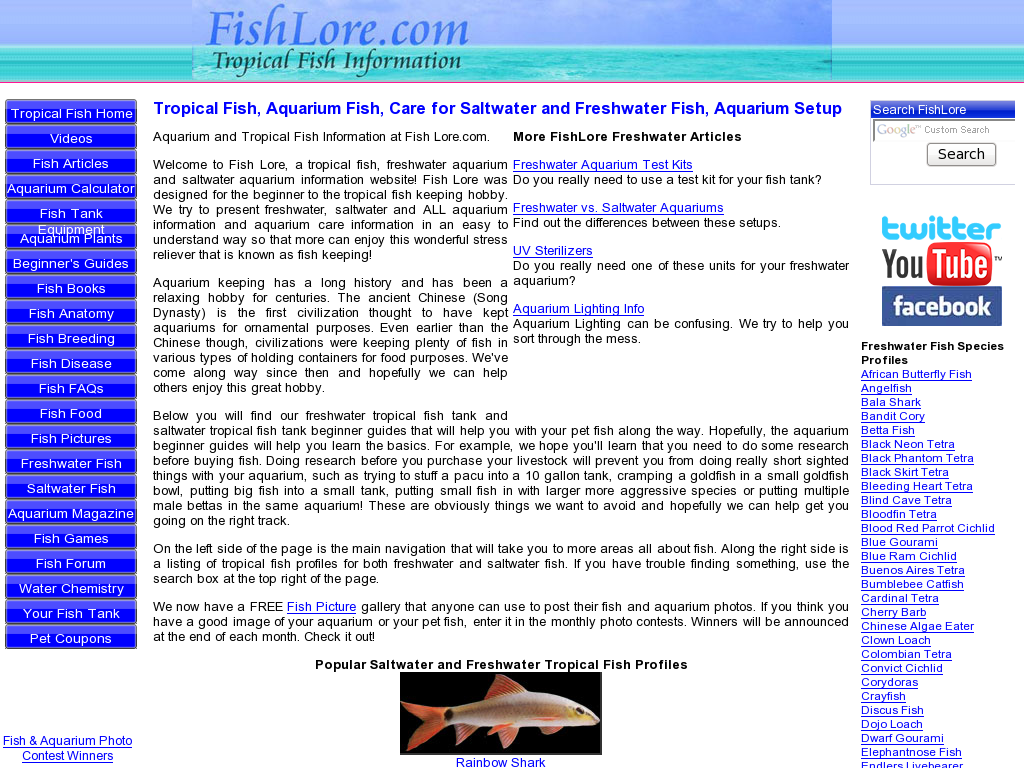 FishLore.com
Tropical Fish Information
Tropical Fish Home
Videos
Fish Articles
Aquarium Calculator
Fish Tank
Equipment
Aquarium Plants
Beginner's Guides
Fish Books
Fish Anatomy
Fish Breeding
Fish Disease
Fish FAQs
Fish Food
Fish Pictures
Freshwater Fish
Saltwater Fish
Aquarium Magazine
Fish Games
Fish Forum
Water Chemistry
Your Fish Tank
Pet Coupons
Fish & Aquarium Photo
Contest Winners
Tropical Fish, Aquarium Fish, Care for Saltwater and Freshwater Fish, Aquarium Setup
Aquarium and Tropical Fish Information at Fish Lore.com.
Welcome to Fish Lore, a tropical fish, freshwater aquarium
and saltwater aquarium information website! Fish Lore was
designed for the beginner to the tropical fish keeping hobby.
We try to present freshwater, saltwater and ALL aquarium
information and aquarium care information in an easy to
understand way so that more can enjoy this wonderful stress
reliever that is known as fish keeping!
Aquarium keeping has a long history and has been a
relaxing hobby for centuries. The ancient Chinese (Song
Dynasty) is the first civilization thought to have kept
aquariums for ornamental purposes. Even earlier than the
Chinese though, civilizations were keeping plenty of fish in
various types of holding containers for food purposes. We've
come along way since then and hopefully we can help
others enjoy this great hobby.
More FishLore Freshwater Articles
Freshwater Aquarium Test Kits
Do you really need to use a test kit for your fish tank?
Freshwater vs. Saltwater Aquariums
Find out the differences between these setups.
UV Sterilizers
Do you really need one of these units for your freshwater
aquarium?
Aquarium Lighting Info
Aquarium Lighting can be confusing. We try to help you
sort through the mess.
Below you will find our freshwater tropical fish tank and
saltwater tropical fish tank beginner guides that will help you with your pet fish along the way. Hopefully, the aquarium
beginner guides will help you learn the basics. For example, we hope you'll learn that you need to do some research
before buying fish. Doing research before you purchase your livestock will prevent you from doing really short sighted
things with your aquarium, such as trying to stuff a pacu into a 10 gallon tank, cramping a goldfish in a small goldfish
bowl, putting big fish into a small tank, putting small fish in with larger more aggressive species or putting multiple
male bettas in the same aquarium! These are obviously things we want to avoid and hopefully we can help get you
going on the right track.
On the left side of the page is the main navigation that will take you to more areas all about fish. Along the right side is
a listing of tropical fish profiles for both freshwater and saltwater fish. If you have trouble finding something, use the
search box at the top right of the page.
We now have a FREE Fish Picture gallery that anyone can use to post their fish and aquarium photos. If you think you
have a good image of your aquarium or your pet fish, enter it in the monthly photo contests. Winners will be announced
at the end of each month. Check it out!
Popular Saltwater and Freshwater Tropical Fish Profiles
Rainbow Shark
Search FishLore
Google™ Custom Search
Search
twitter
YouTube™
facebook
Freshwater Fish Species
Profiles
African Butterfly Fish
Angelfish
Bala Shark
Bandit Cory
Betta Fish
Black Neon Tetra
Black Phantom Tetra
Black Skirt Tetra
Bleeding Heart Tetra
Blind Cave Tetra
Bloodfin Tetra
Blood Red Parrot Cichlid
Blue Gourami
Blue Ram Cichlid
Buenos Aires Tetra
Bumblebee Catfish
Cardinal Tetra
Cherry Barb
Chinese Algae Eater
Clown Loach
Colombian Tetra
Convict Cichlid
Corydoras
Crayfish
Discus Fish
Dojo Loach
Dwarf Gourami
Elephantnose Fish
Endlers Livebearer